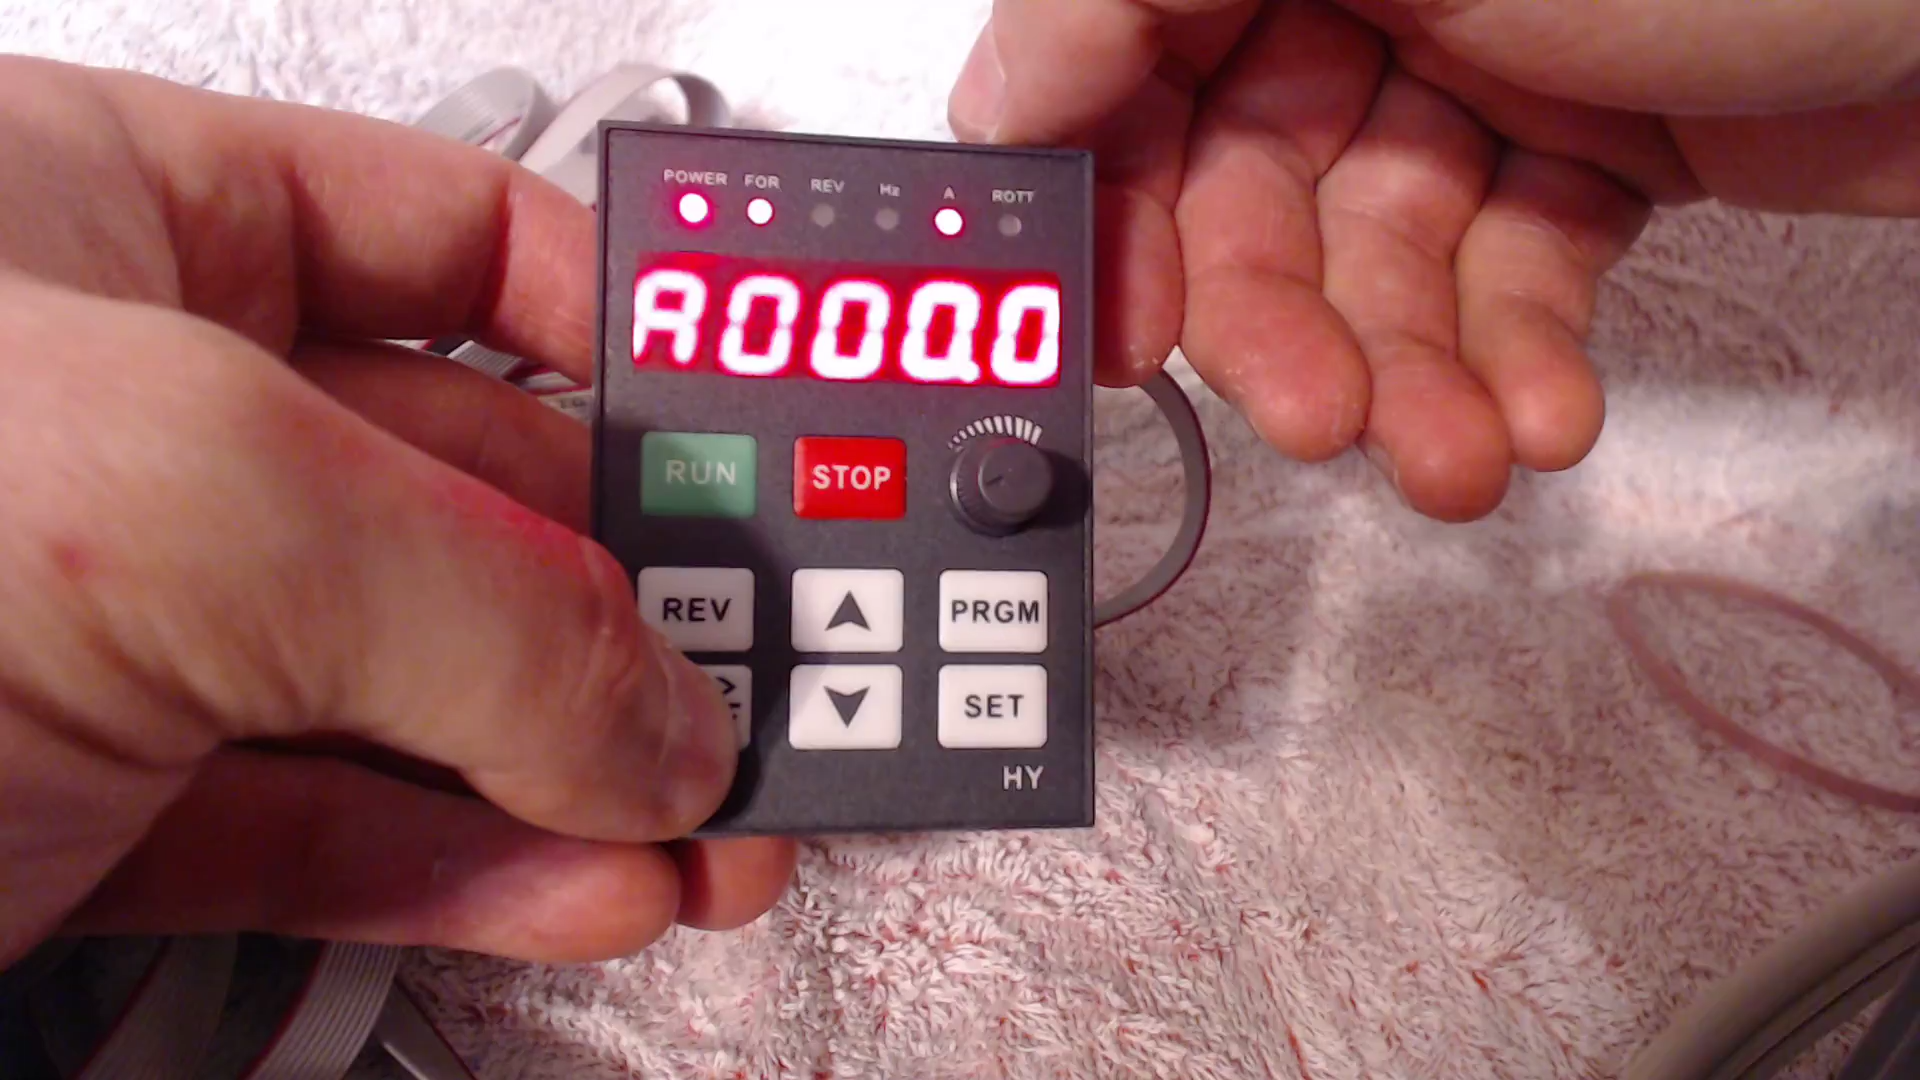 POWER FOR REV Hz A ROTT
A000.0
RUN STOP
REV PRGM
SET
HY